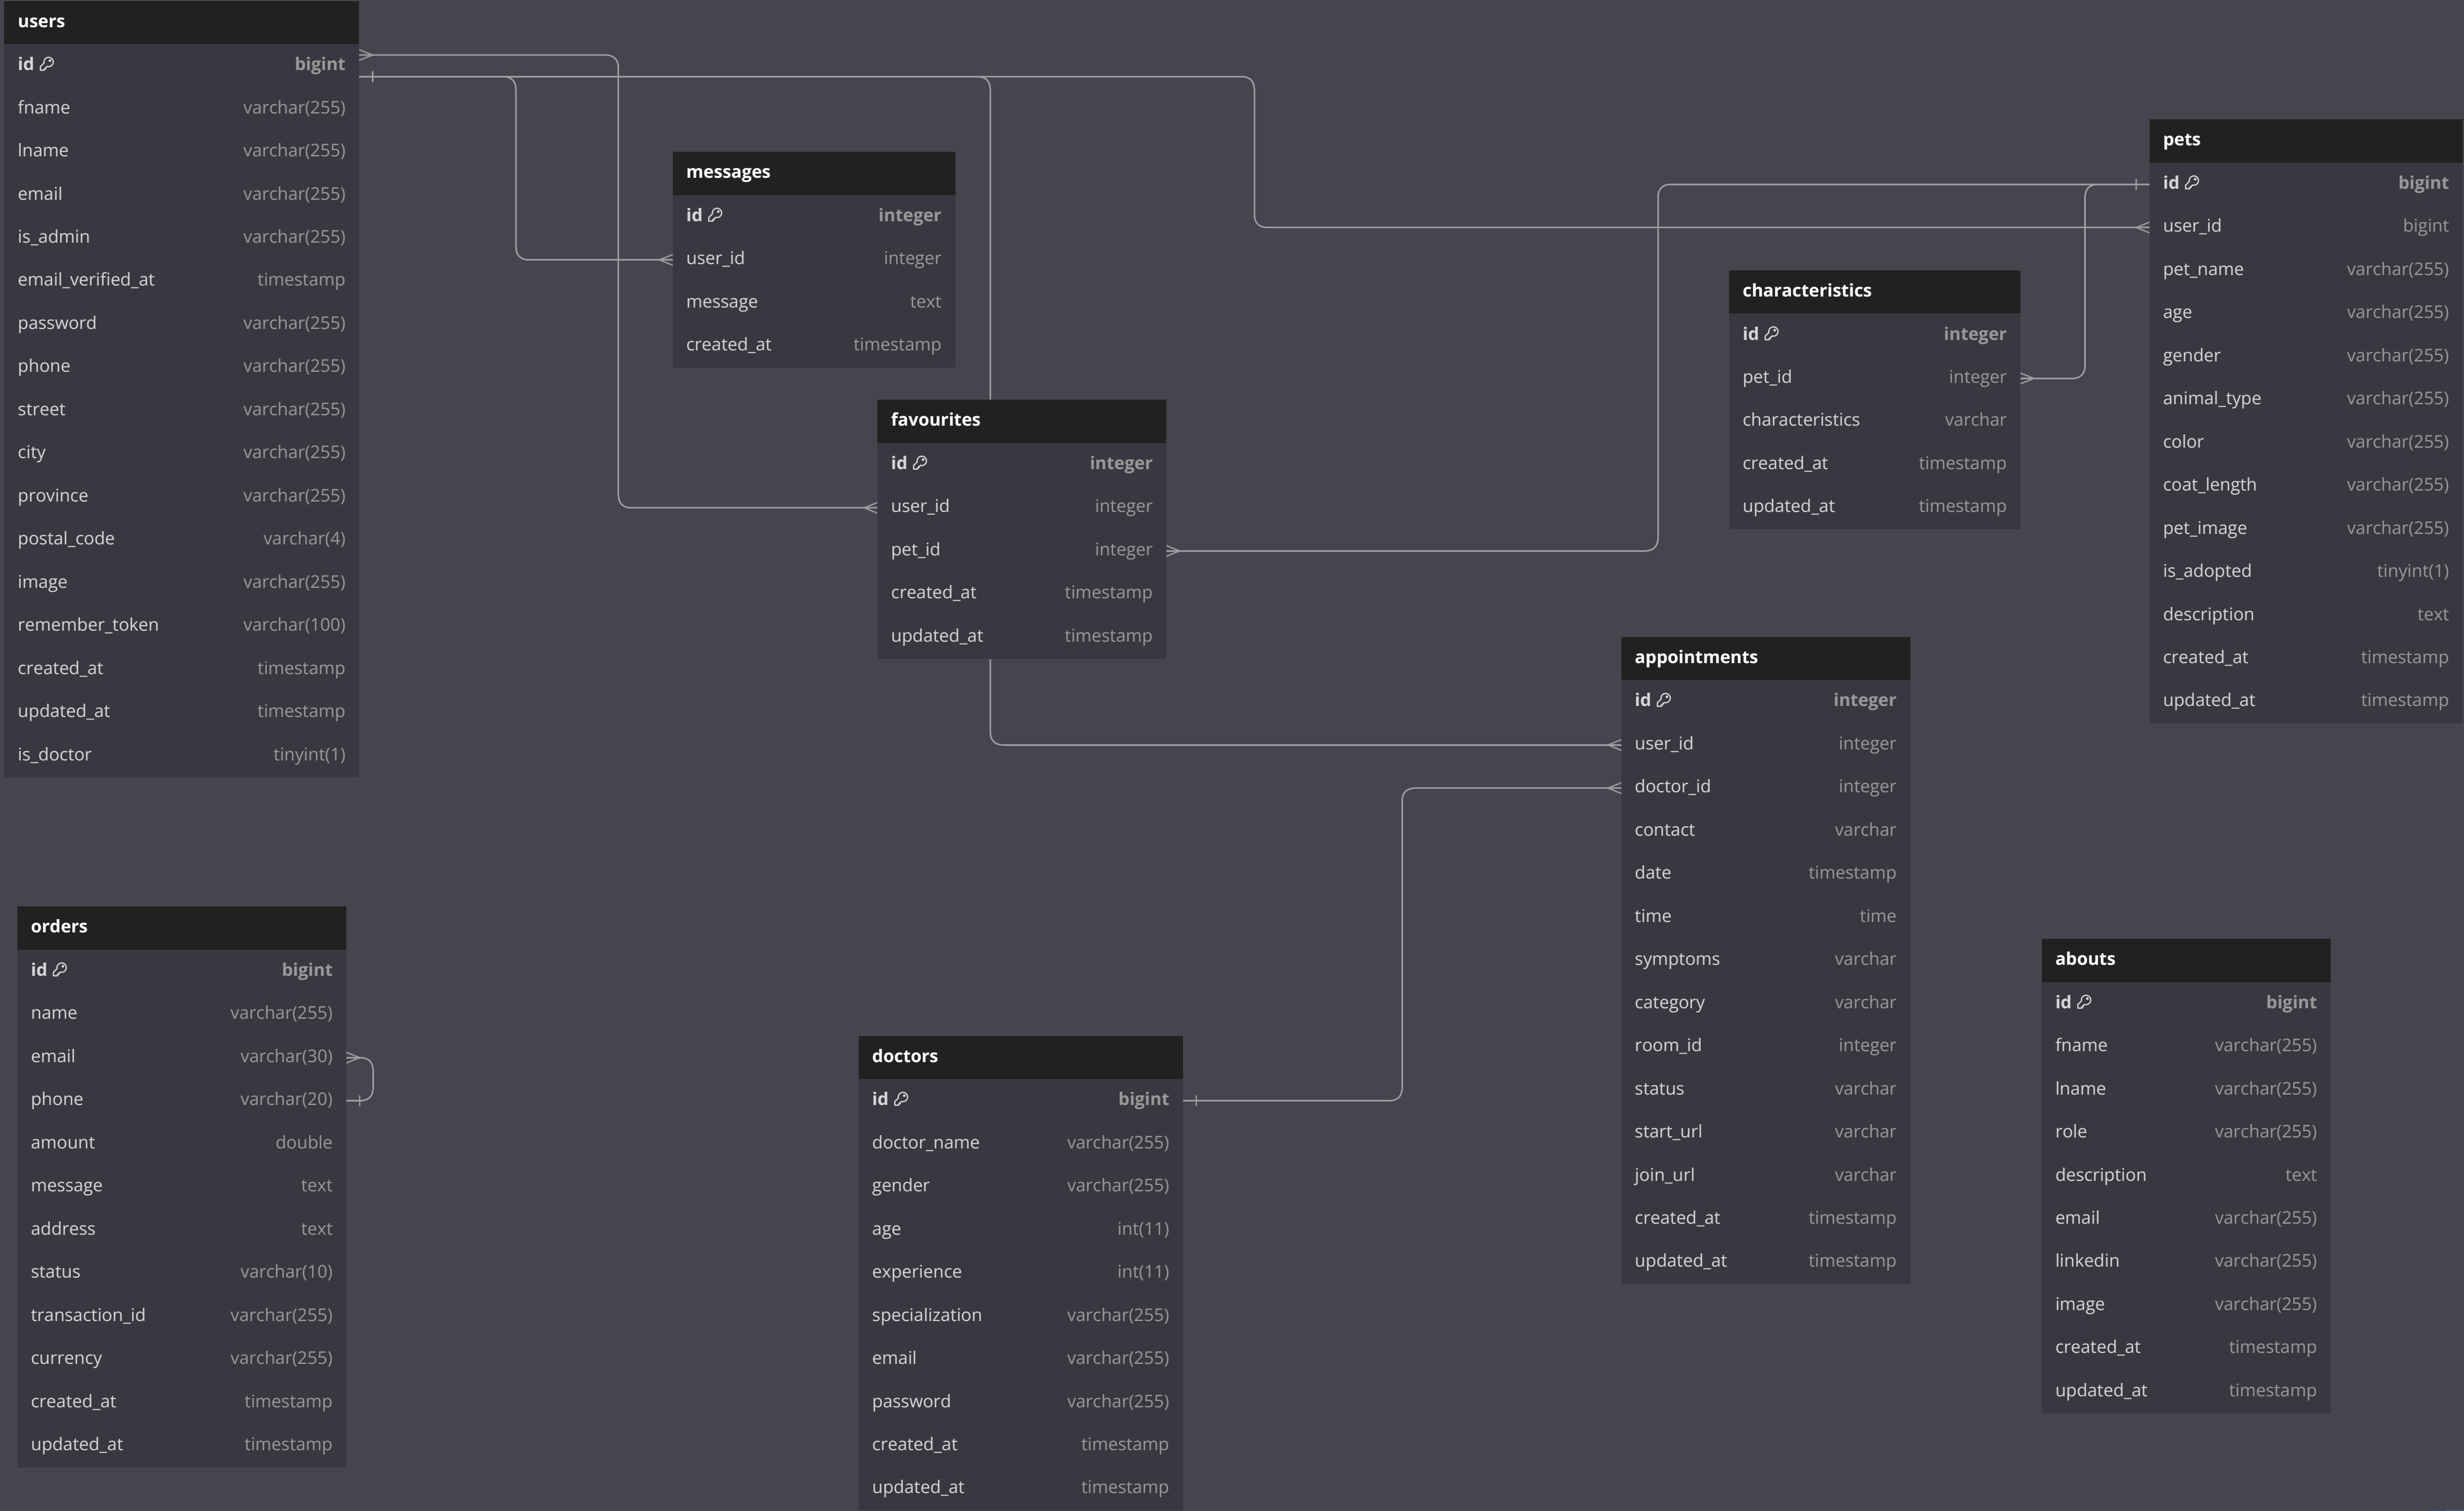 users
id bigint
fname varchar(255)
lname varchar(255)
email varchar(255)
is_admin varchar(255)
email_verified_at timestamp
password varchar(255)
phone varchar(255)
street varchar(255)
city varchar(255)
province varchar(255)
postal_code varchar(4)
image varchar(255)
remember_token varchar(100)
created_at timestamp
updated_at timestamp
is_doctor tinyint(1)
messages
id integer
user_id integer
message text
created_at timestamp
favourites
id integer
user_id integer
pet_id integer
created_at timestamp
updated_at timestamp
characteristics
id integer
pet_id integer
characteristics varchar
created_at timestamp
updated_at timestamp
pets
id bigint
user_id bigint
pet_name varchar(255)
age varchar(255)
gender varchar(255)
animal_type varchar(255)
color varchar(255)
coat_length varchar(255)
pet_image varchar(255)
is_adopted tinyint(1)
description text
created_at timestamp
updated_at timestamp
appointments
id integer
user_id integer
doctor_id integer
contact varchar
date timestamp
time time
symptoms varchar
category varchar
room_id integer
status varchar
start_url varchar
join_url varchar
created_at timestamp
updated_at timestamp
orders
id bigint
name varchar(255)
email varchar(30)
phone varchar(20)
amount double
message text
address text
status varchar(10)
transaction_id varchar(255)
currency varchar(255)
created_at timestamp
updated_at timestamp
doctors
id bigint
doctor_name varchar(255)
gender varchar(255)
age int(11)
experience int(11)
specialization varchar(255)
email varchar(255)
password varchar(255)
created_at timestamp
updated_at timestamp
abouts
id bigint
fname varchar(255)
lname varchar(255)
role varchar(255)
description text
email varchar(255)
linkedin varchar(255)
image varchar(255)
created_at timestamp
updated_at timestamp